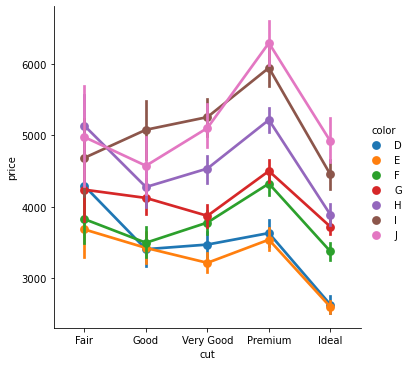 6000
5000
4000
3000
price
Fair Good Very Good Premium Ideal
cut
color
D
E
F
G
H
I
J